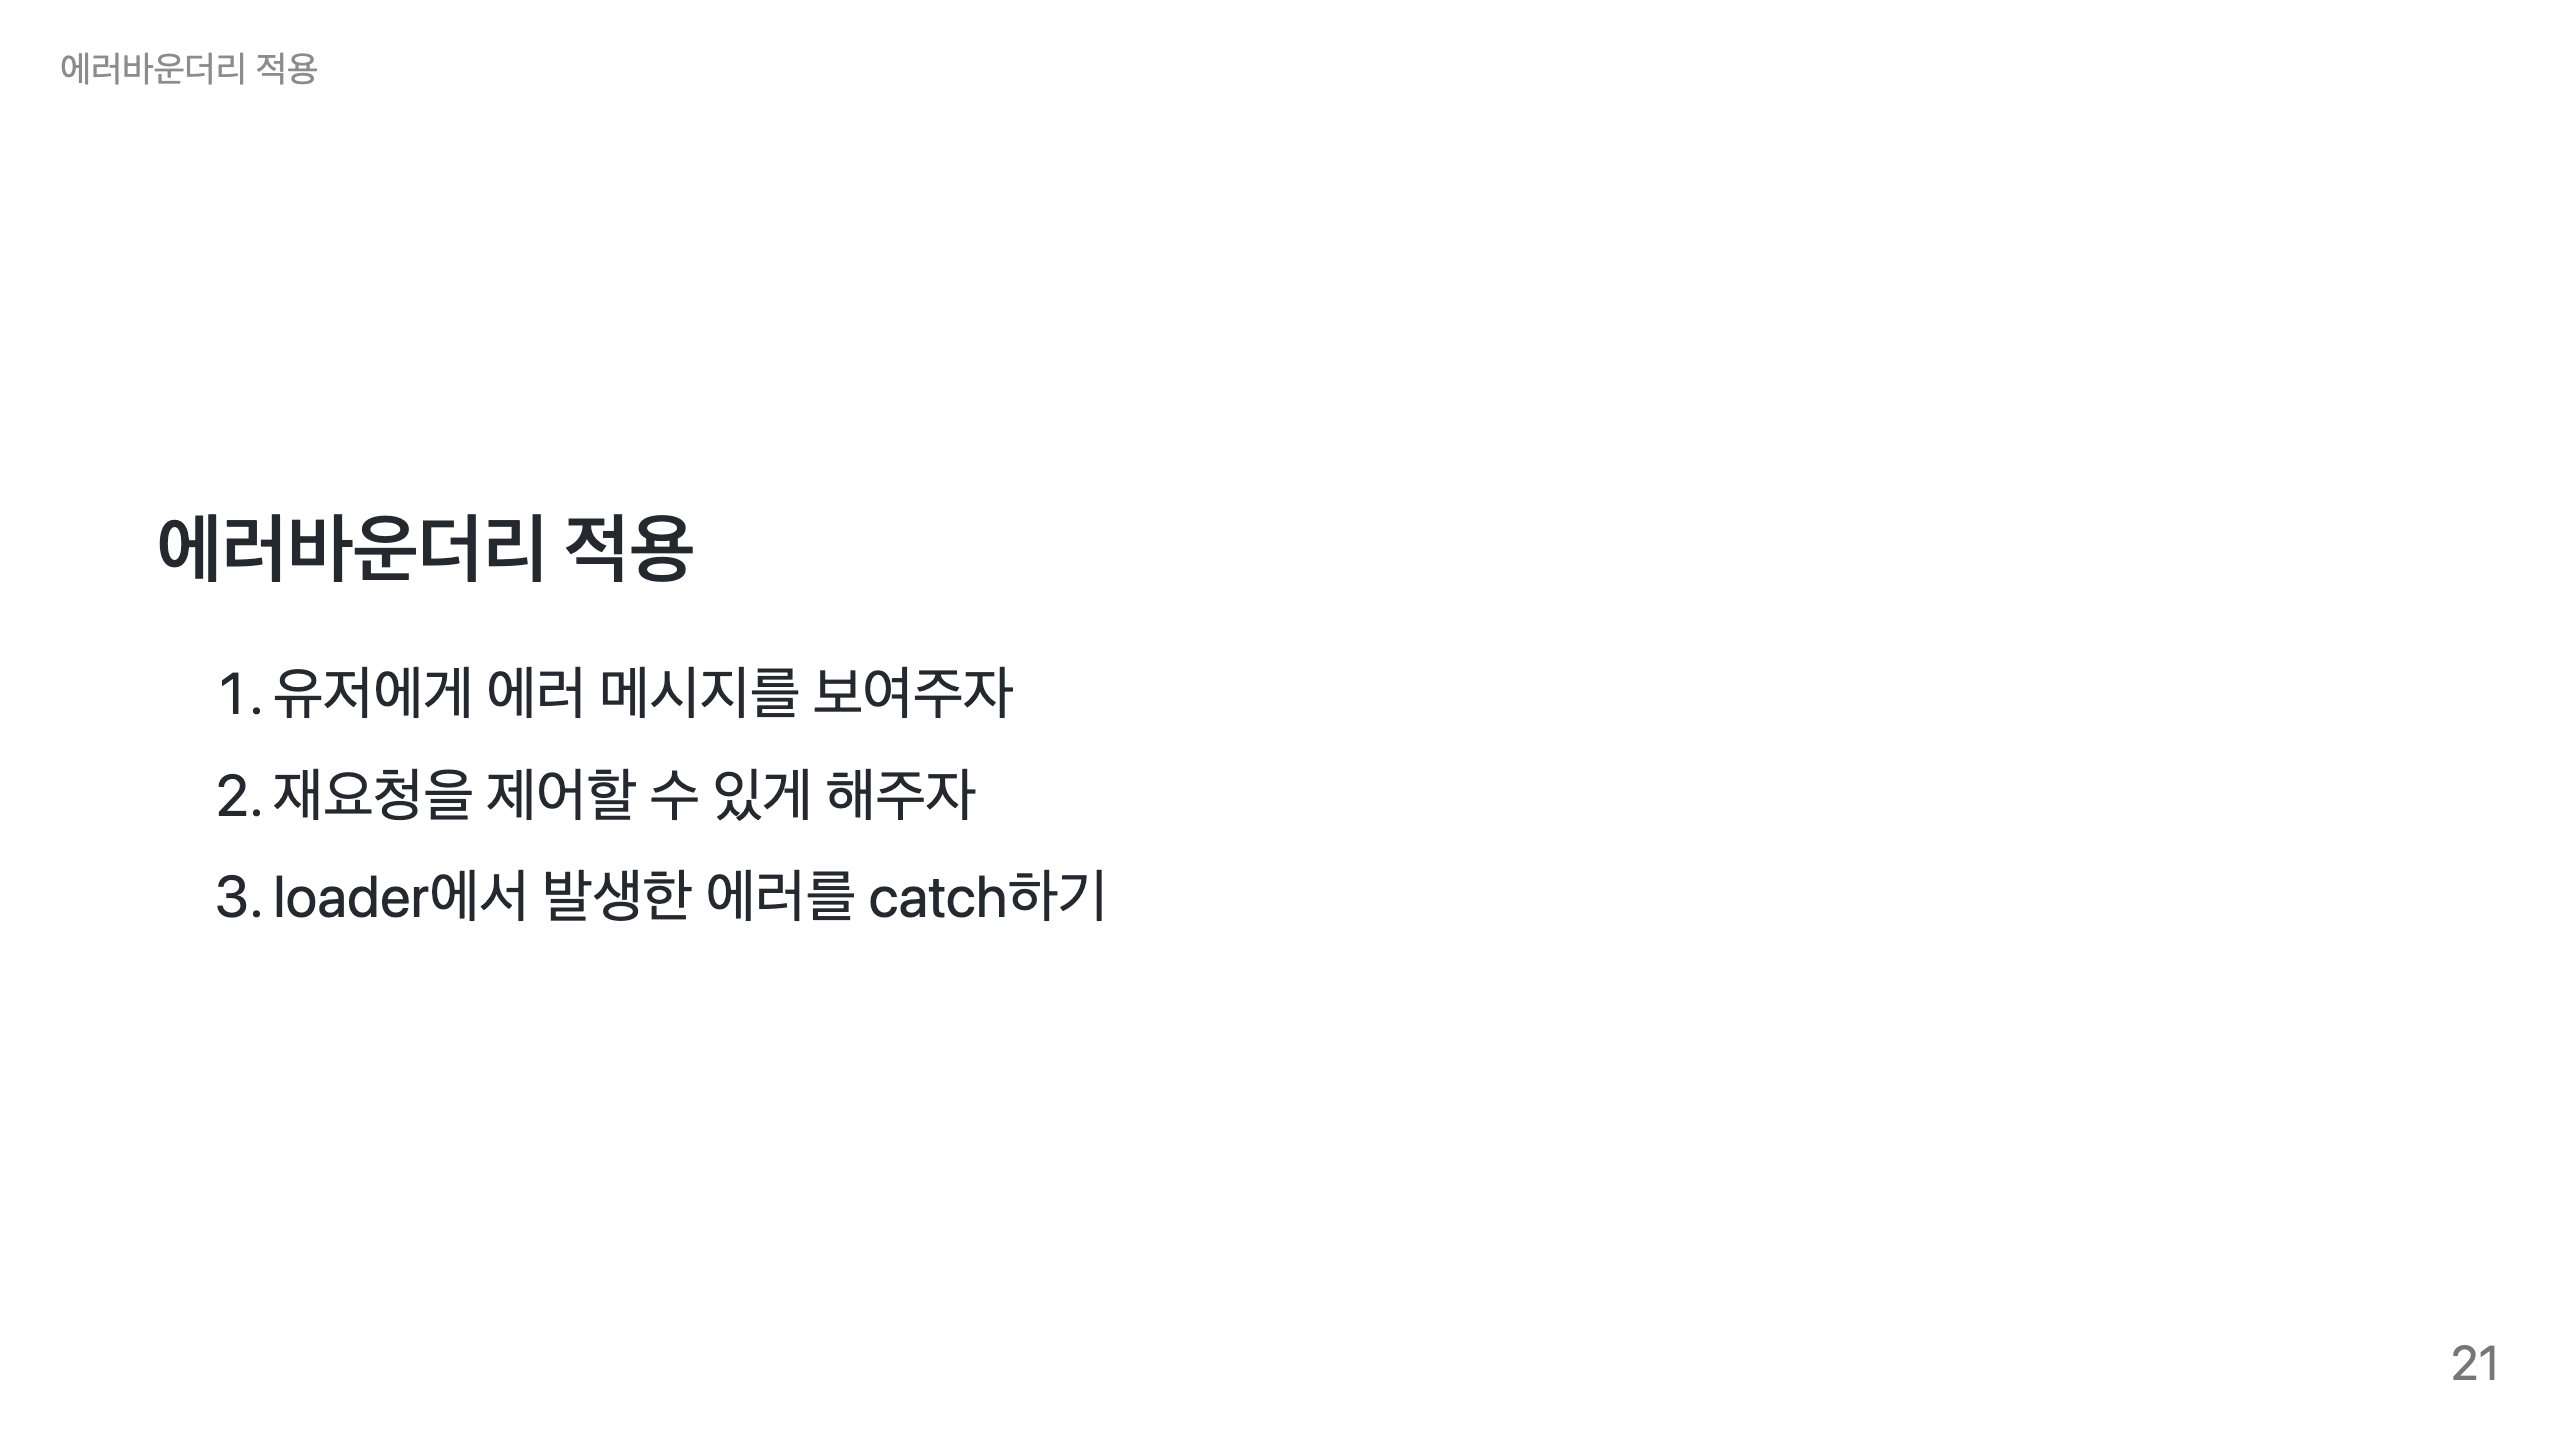 에러바운더리 적용
에러바운더리 적용
1. 유저에게 에러 메시지를 보여주자
2. 재요청을 제어할 수 있게 해주자
3. loader에서 발생한 에러를 catch하기
21